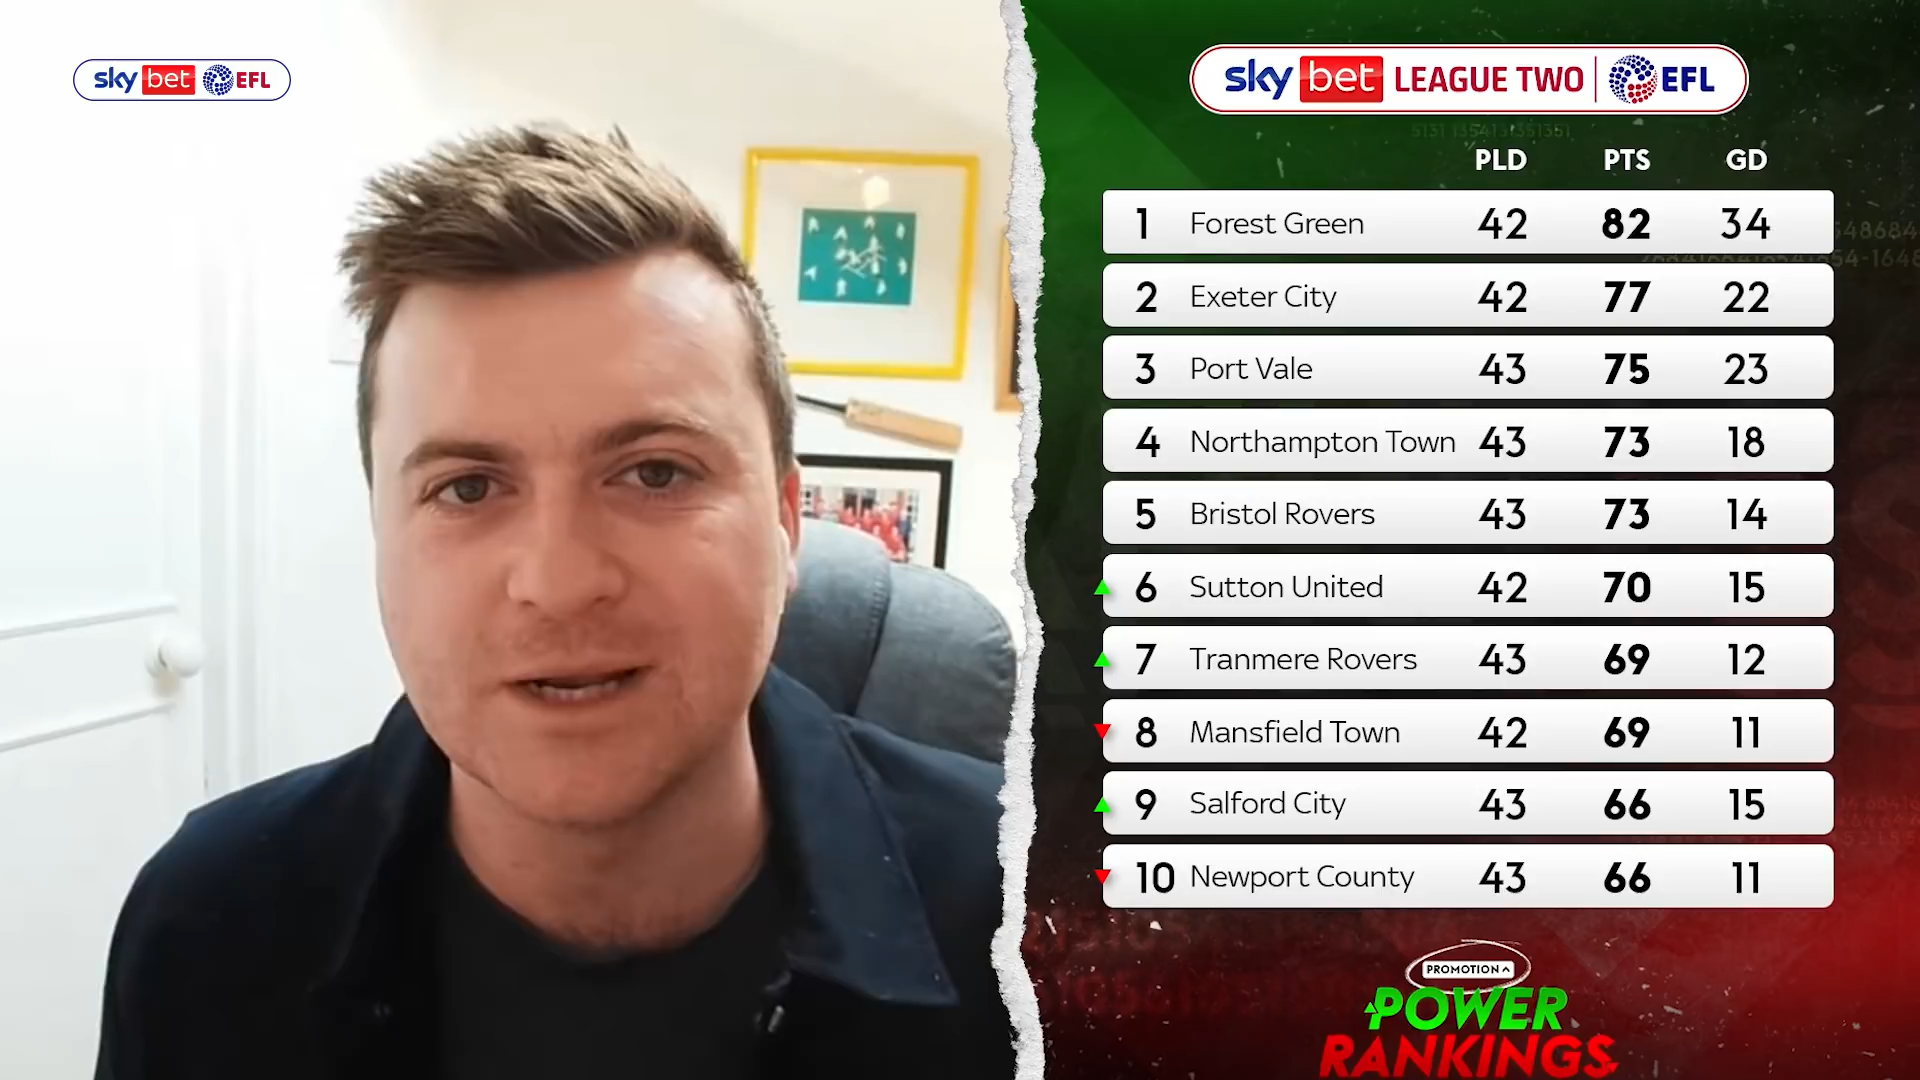 sky bet EFL
sky bet LEAGUE TWO EFL
PLD PTS GD
1 Forest Green 42 82 34
2 Exeter City 42 77 22
3 Port Vale 43 75 23
4 Northampton Town 43 73 18
5 Bristol Rovers 43 73 14
6 Sutton United 42 70 15
7 Tranmere Rovers 43 69 12
8 Mansfield Town 42 69 11
9 Salford City 43 66 15
10 Newport County 43 66 11
PROMOTION
POWER
RANKINGS